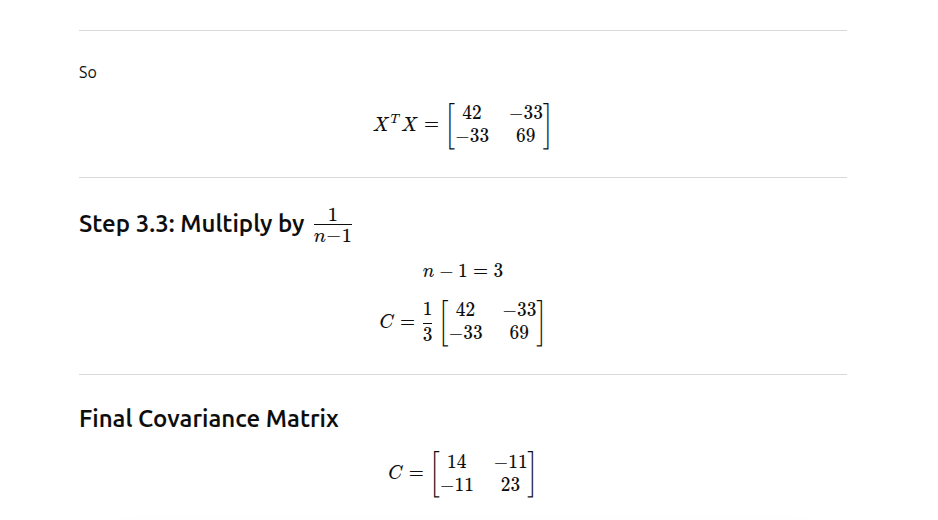 So
X^T X = [42 −33; −33 69]
Step 3.3: Multiply by 1/(n−1)
n − 1 = 3
C = 1/3 [42 −33; −33 69]
Final Covariance Matrix
C = [14 −11; −11 23]